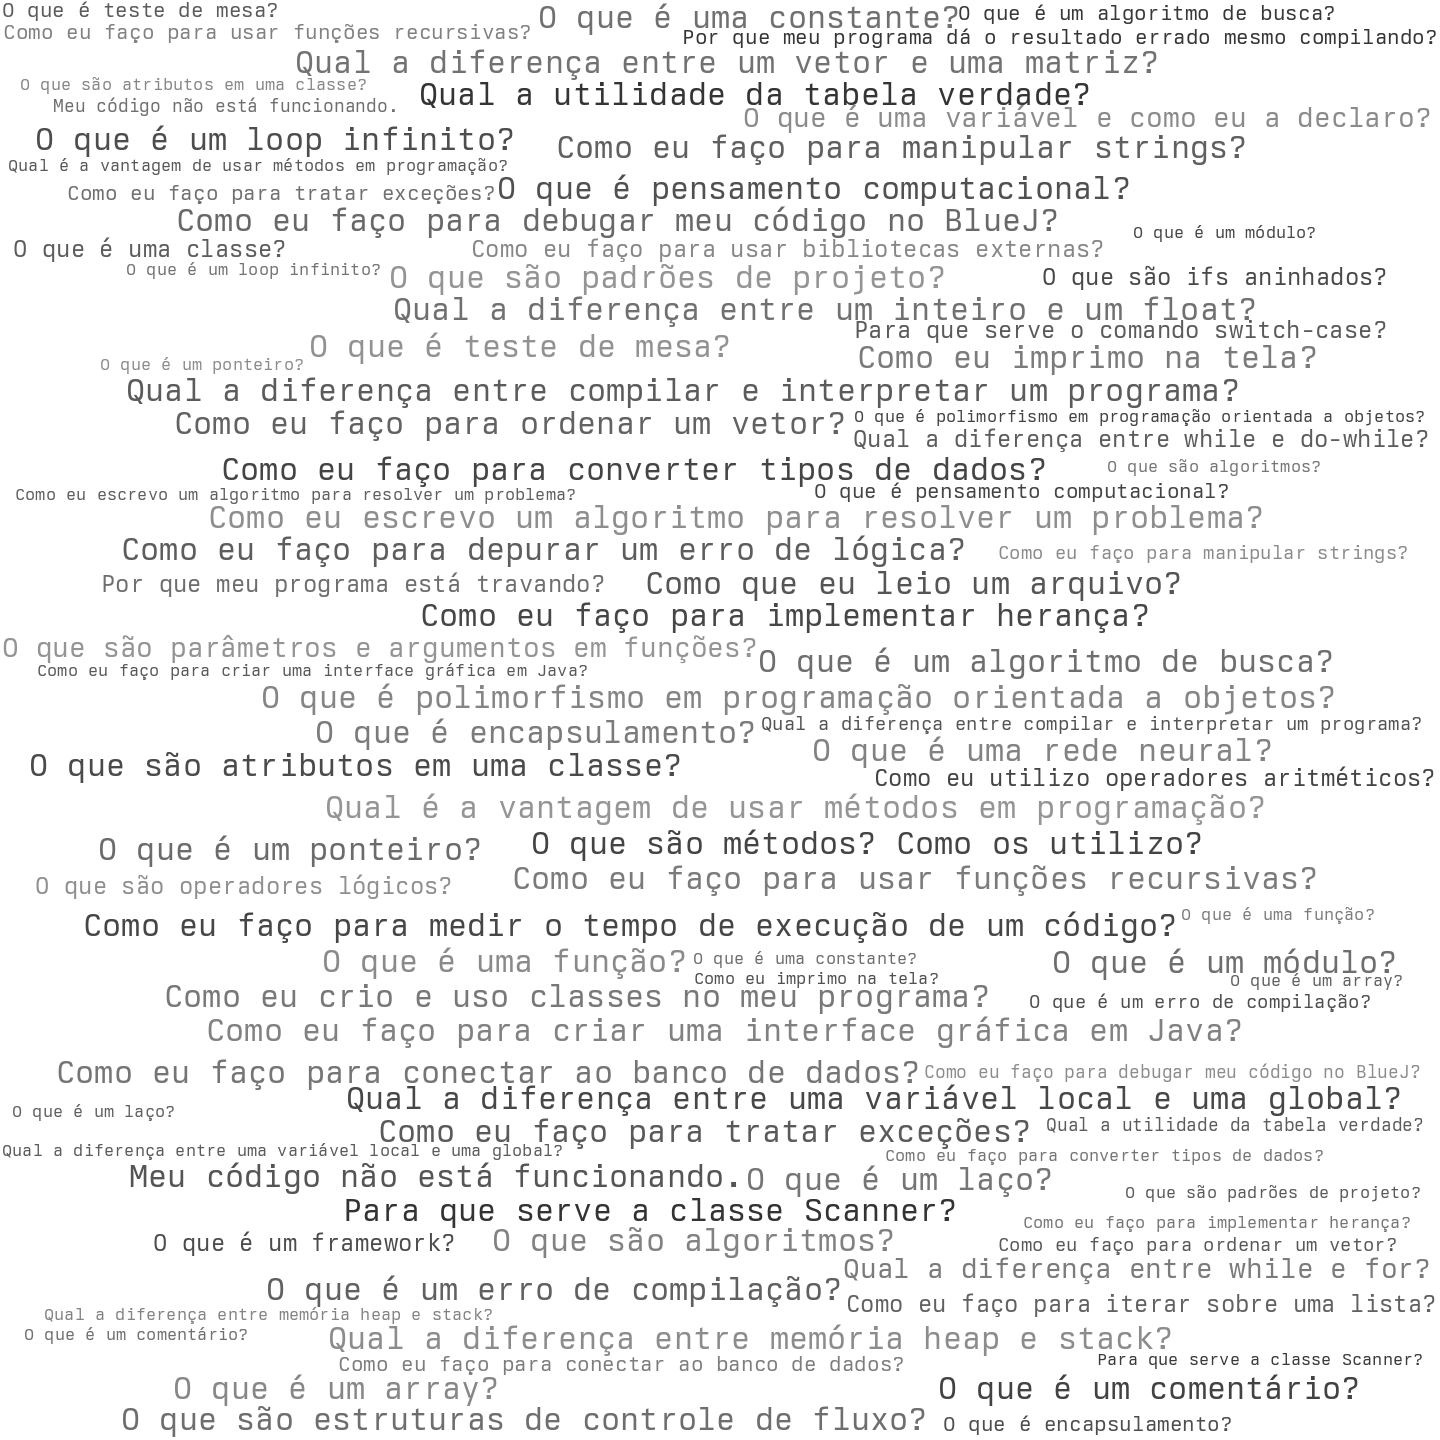 O que é teste de mesa?
O que é uma constante?
O que é um algoritmo de busca?
Como eu faço para usar funções recursivas?
Por que meu programa dá o resultado errado mesmo compilando?
Qual a diferença entre um vetor e uma matriz?
O que são atributos em uma classe?
Qual a utilidade da tabela verdade?
Meu código não está funcionando.
O que é uma variável e como eu a declaro?
O que é um loop infinito?
Como eu faço para manipular strings?
Qual é a vantagem de usar métodos em programação?
Como eu faço para tratar exceções?
O que é pensamento computacional?
Como eu faço para debugar meu código no BlueJ?
O que é um módulo?
O que é uma classe?
Como eu faço para usar bibliotecas externas?
O que é um loop infinito?
O que são padrões de projeto?
O que são ifs aninhados?
Qual a diferença entre um inteiro e um float?
Para que serve o comando switch-case?
O que é teste de mesa?
Como eu imprimo na tela?
O que é um ponteiro?
Qual a diferença entre compilar e interpretar um programa?
Como eu faço para ordenar um vetor?
O que é polimorfismo em programação orientada a objetos?
Qual a diferença entre while e do-while?
Como eu faço para converter tipos de dados?
O que são algoritmos?
Como eu escrevo um algoritmo para resolver um problema?
O que é pensamento computacional?
Como eu escrevo um algoritmo para resolver um problema?
Como eu faço para depurar um erro de lógica?
Como eu faço para manipular strings?
Por que meu programa está travando?
Como que eu leio um arquivo?
Como eu faço para implementar herança?
O que são parâmetros e argumentos em funções?
O que é um algoritmo de busca?
Como eu faço para criar uma interface gráfica em Java?
O que é polimorfismo em programação orientada a objetos?
O que é encapsulamento?
Qual a diferença entre compilar e interpretar um programa?
O que é uma rede neural?
O que são atributos em uma classe?
Como eu utilizo operadores aritméticos?
Qual é a vantagem de usar métodos em programação?
O que é um ponteiro?
O que são métodos? Como os utilizo?
O que são operadores lógicos?
Como eu faço para usar funções recursivas?
Como eu faço para medir o tempo de execução de um código?
O que é uma função?
O que é uma função?
O que é uma constante?
O que é um módulo?
Como eu imprimo na tela?
O que é um array?
Como eu crio e uso classes no meu programa?
O que é um erro de compilação?
Como eu faço para criar uma interface gráfica em Java?
Como eu faço para conectar ao banco de dados?
Como eu faço para debugar meu código no BlueJ?
Qual a diferença entre uma variável local e uma global?
O que é um laço?
Como eu faço para tratar exceções?
Qual a utilidade da tabela verdade?
Qual a diferença entre uma variável local e uma global?
Como eu faço para converter tipos de dados?
Meu código não está funcionando.
O que é um laço?
O que são padrões de projeto?
Para que serve a classe Scanner?
Como eu faço para implementar herança?
O que é um framework?
O que são algoritmos?
Como eu faço para ordenar um vetor?
Qual a diferença entre while e for?
O que é um erro de compilação?
Como eu faço para iterar sobre uma lista?
Qual a diferença entre memória heap e stack?
O que é um comentário?
Qual a diferença entre memória heap e stack?
Como eu faço para conectar ao banco de dados?
Para que serve a classe Scanner?
O que é um array?
O que é um comentário?
O que são estruturas de controle de fluxo?
O que é encapsulamento?